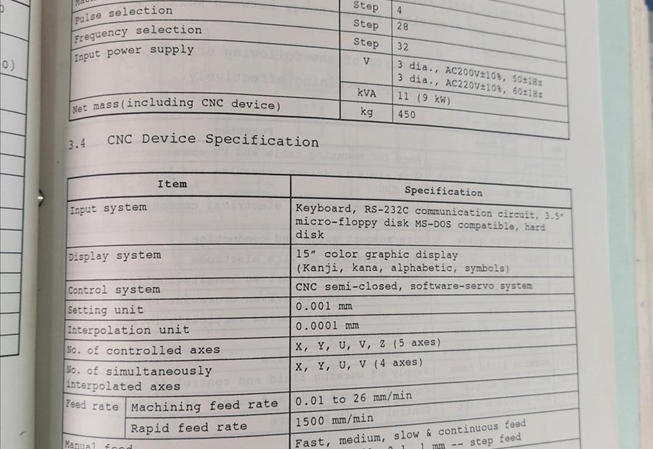 Step 4
Pulse selection Step 28
Frequency selection Step 32
Input power supply V 3 dia., AC200V±10%, 50±1Hz
3 dia., AC220V±10%, 60±1Hz
kVA 11 (9 kW)
Net mass(including CNC device) kg 450
3.4 CNC Device Specification
Item Specification
Input system Keyboard, RS-232C communication circuit, 3.5″
micro-floppy disk MS-DOS compatible, hard
disk
Display system 15″ color graphic display
(Kanji, kana, alphabetic, symbols)
Control system CNC semi-closed, software-servo system
Setting unit 0.001 mm
Interpolation unit 0.0001 mm
No. of controlled axes X, Y, U, V, Z (5 axes)
No. of simultaneously X, Y, U, V (4 axes)
interpolated axes
Feed rate Machining feed rate 0.01 to 26 mm/min
Rapid feed rate 1500 mm/min
Manual feed Fast, medium, slow & continuous feed
1 mm -- step feed